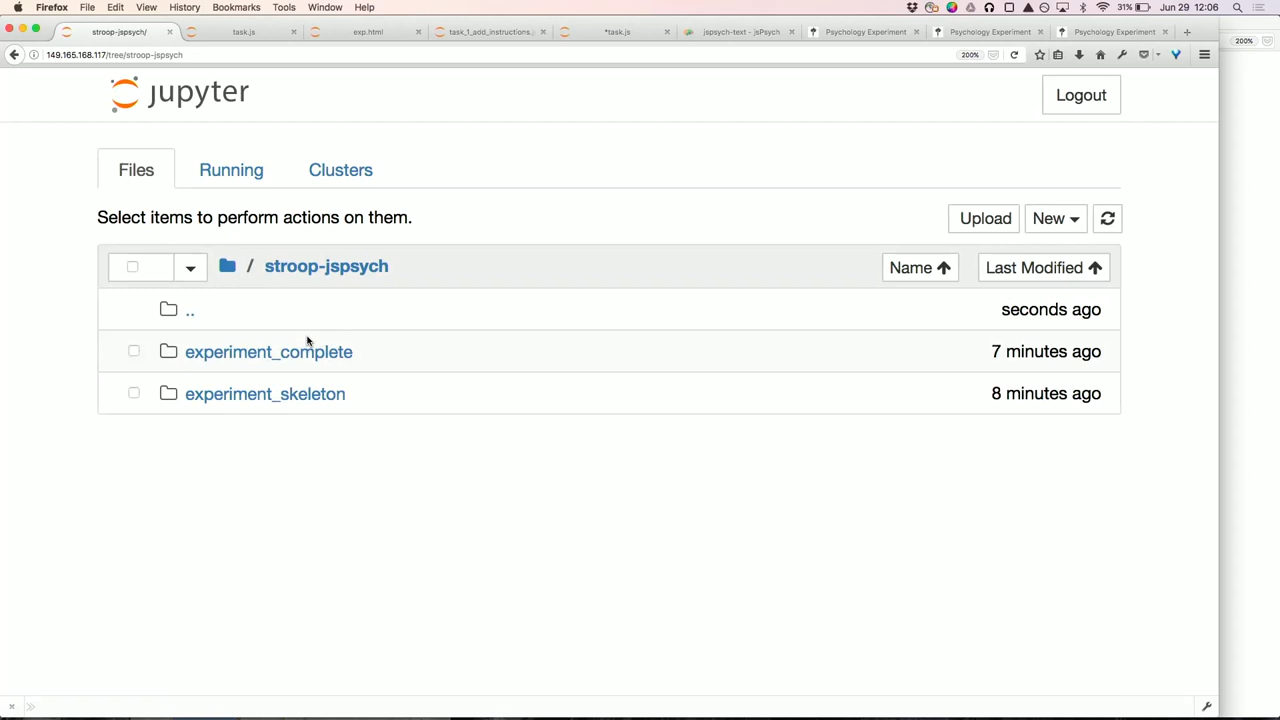 Firefox File Edit View History Bookmarks Tools Window Help 31% Jun 29 12:06
stroop-jspsych/ task.js exp.html task_1_add_instructions. *task.js jspsych-text - jsPsych Psychology Experiment Psychology Experiment Psychology Experiment
149.165.168.117/tree/stroop-jspsych 200% 200%
jupyter Logout
Files Running Clusters
Select items to perform actions on them. Upload New
/ stroop-jspsych Name Last Modified
.. seconds ago
experiment_complete 7 minutes ago
experiment_skeleton 8 minutes ago